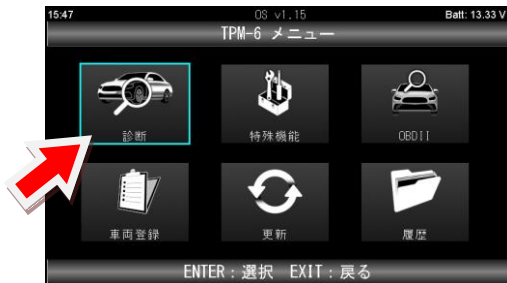 15:47 OS v1.15 Batt: 13.33 V
TPM-6 メニュー
診断 特殊機能 OBDII
車両登録 更新 履歴
ENTER：選択 EXIT：戻る